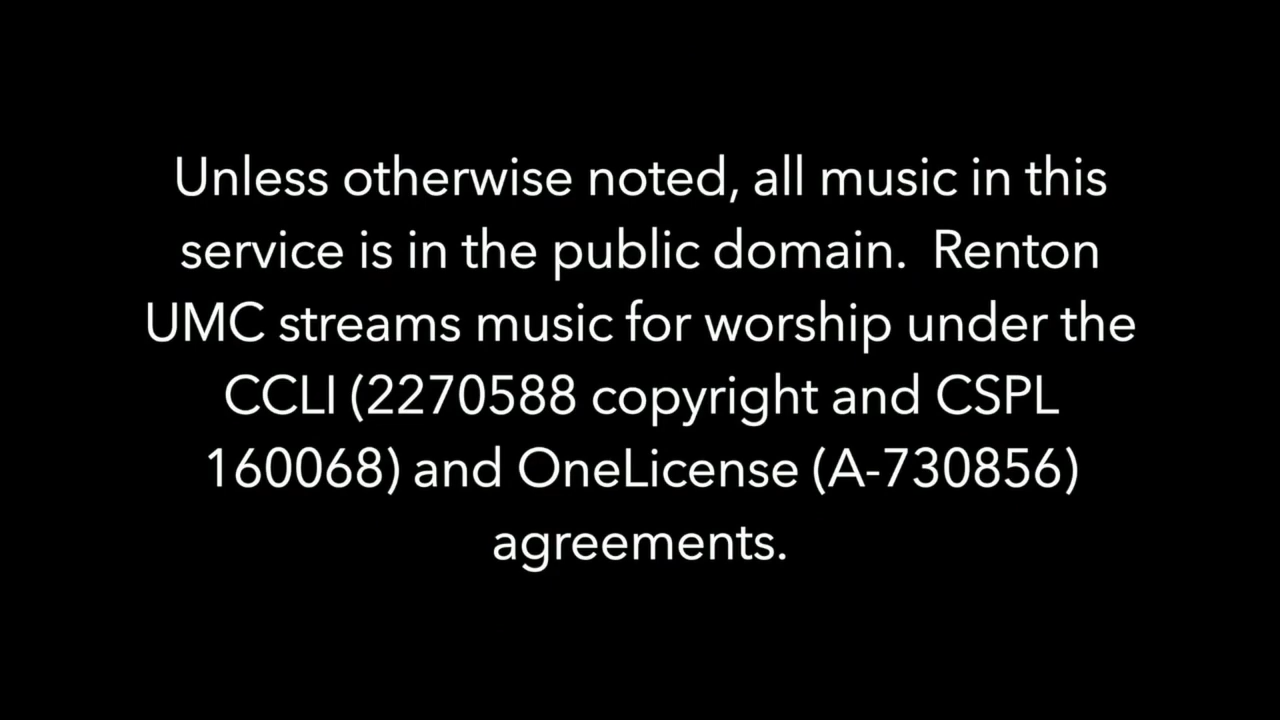 Unless otherwise noted, all music in this
service is in the public domain.  Renton
UMC streams music for worship under the
CCLI (2270588 copyright and CSPL
160068) and OneLicense (A-730856)
agreements.